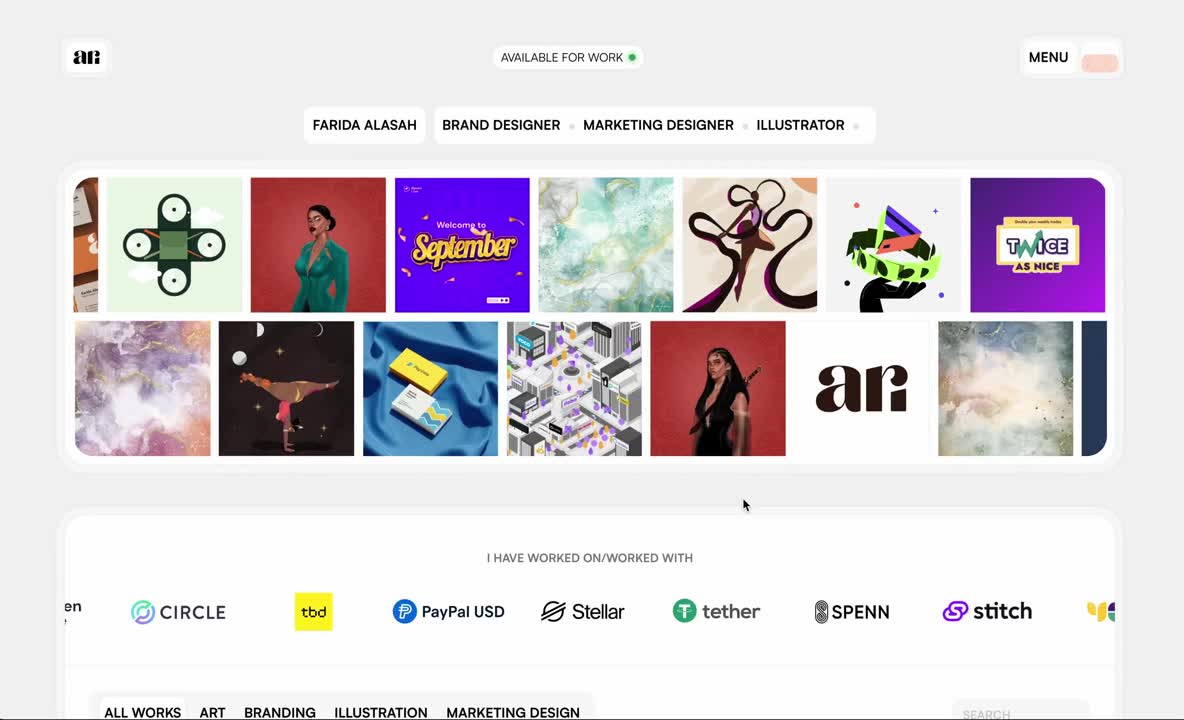 ari
AVAILABLE FOR WORK
MENU
FARIDA ALASAH
BRAND DESIGNER
MARKETING DESIGNER
ILLUSTRATOR
Welcome to
September
Double your weekly trades
TWICE
AS NICE
ari
I HAVE WORKED ON/WORKED WITH
en
CIRCLE
tbd
PayPal USD
Stellar
tether
SPENN
stitch
ALL WORKS
ART
BRANDING
ILLUSTRATION
MARKETING DESIGN
SEARCH